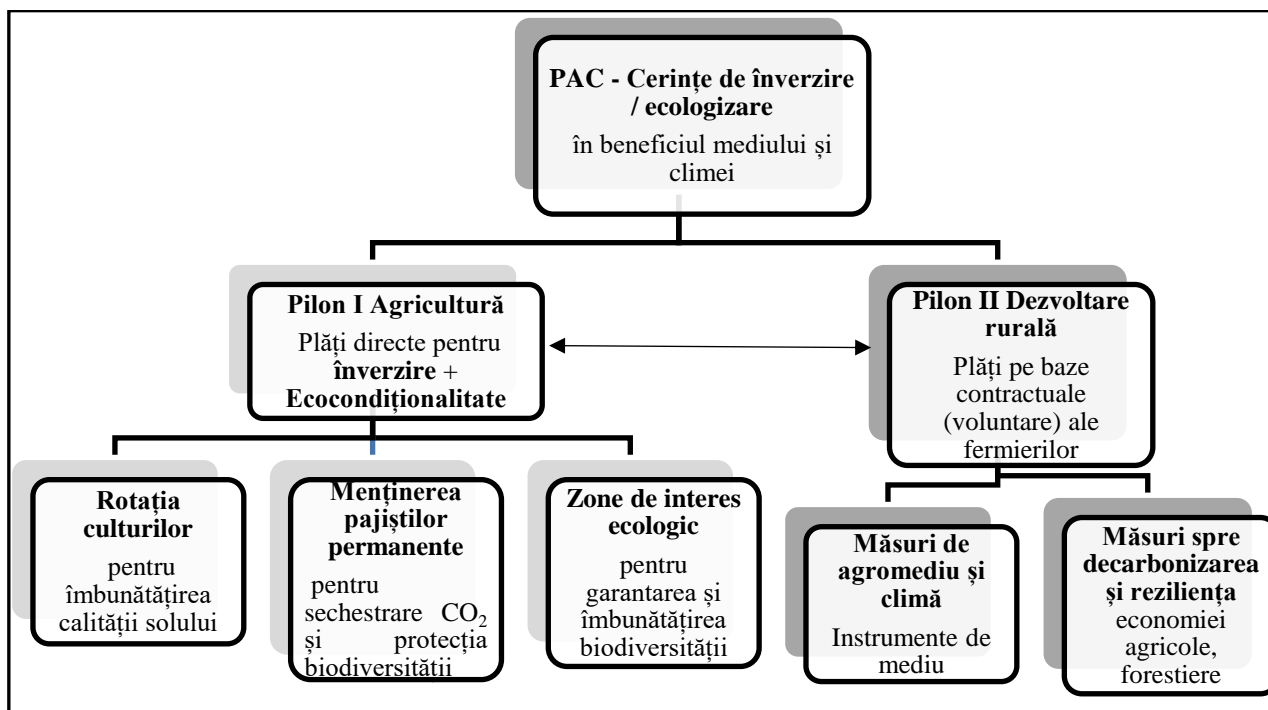 PAC - Cerințe de înverzire
/ ecologizare
în beneficiul mediului și
climei
Pilon I Agricultură
Plăți directe pentru
înverzire +
Ecocondiționalitate
Pilon II Dezvoltare
rurală
Plăți pe baze
contractuale
(voluntare) ale
fermierilor
Rotația
culturilor
pentru
îmbunătățirea
calității solului
Menținerea
pajiștilor
permanente
pentru
sechestrare CO₂
și protecția
biodiversității
Zone de interes
ecologic
pentru
garantarea și
îmbunătățirea
biodiversității
Măsuri de
agromediu și
climă
Instrumente de
mediu
Măsuri spre
decarbonizarea
și reziliența
economiei
agricole,
forestiere